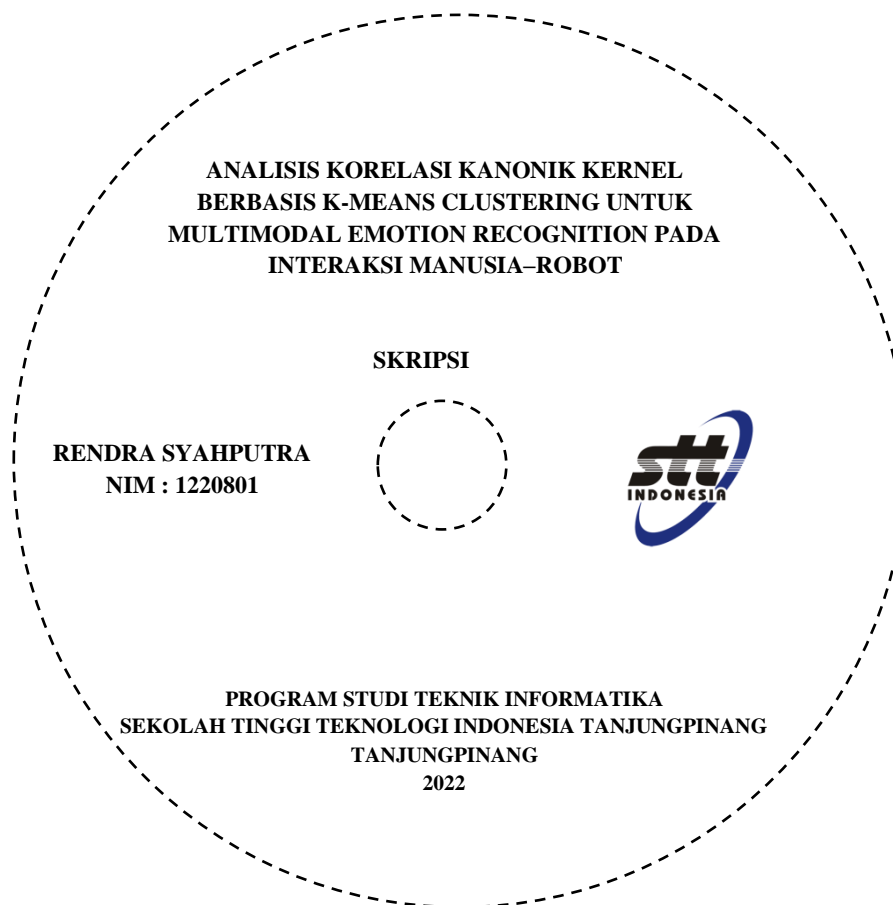 ANALISIS KORELASI KANONIK KERNEL
BERBASIS K-MEANS CLUSTERING UNTUK
MULTIMODAL EMOTION RECOGNITION PADA
INTERAKSI MANUSIA–ROBOT
SKRIPSI
RENDRA SYAHPUTRA
NIM : 1220801
stt
INDONESIA
PROGRAM STUDI TEKNIK INFORMATIKA
SEKOLAH TINGGI TEKNOLOGI INDONESIA TANJUNGPINANG
TANJUNGPINANG
2022